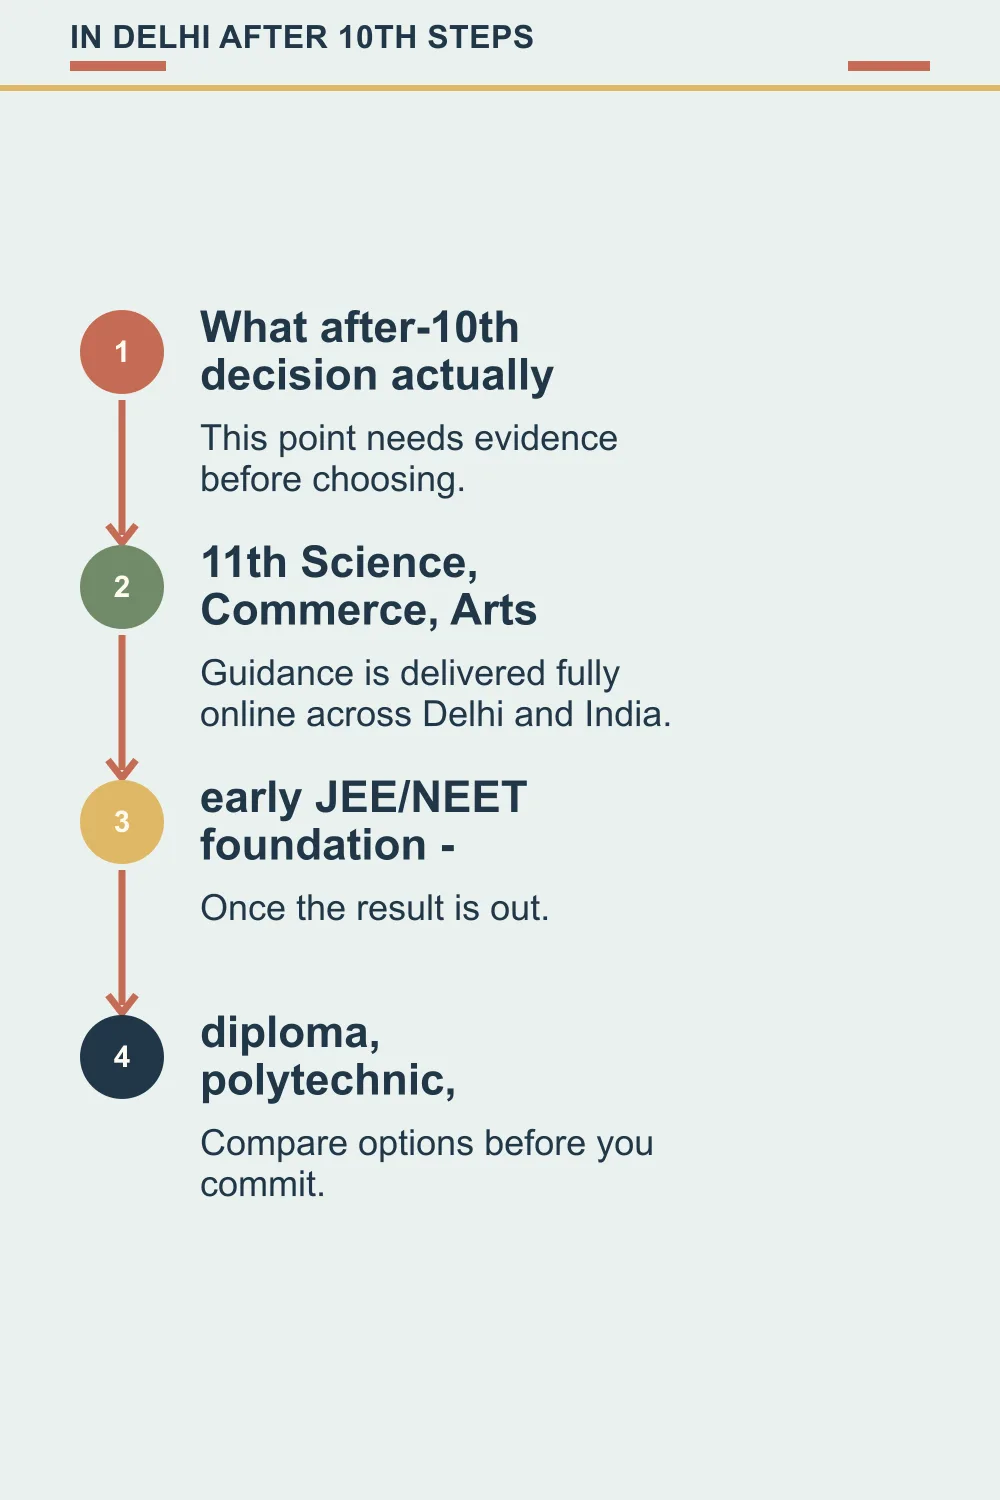 IN DELHI AFTER 10TH STEPS
1
What after-10th
decision actually
This point needs evidence
before choosing.
2
11th Science,
Commerce, Arts
Guidance is delivered fully
online across Delhi and India.
3
early JEE/NEET
foundation -
Once the result is out.
4
diploma,
polytechnic,
Compare options before you
commit.